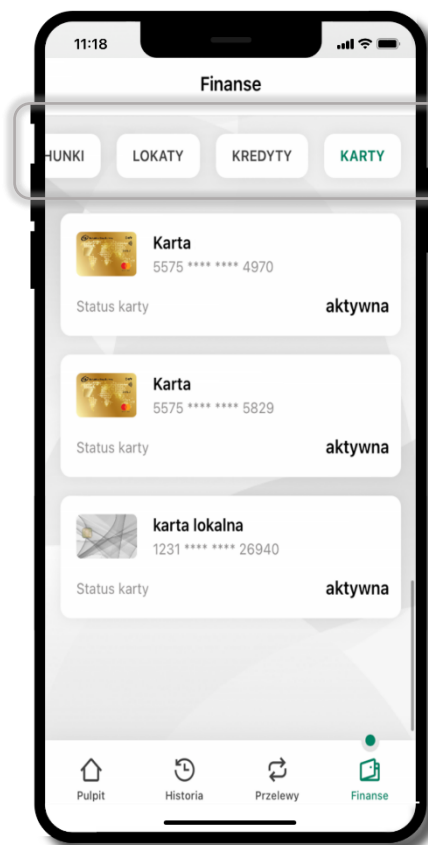 11:18
Finanse
HUNKI LOKATY KREDYTY KARTY
Karta
5575 **** **** 4970
Status karty aktywna
Karta
5575 **** **** 5829
Status karty aktywna
karta lokalna
1231 **** **** 26940
Status karty aktywna
Pulpit Historia Przelewy Finanse